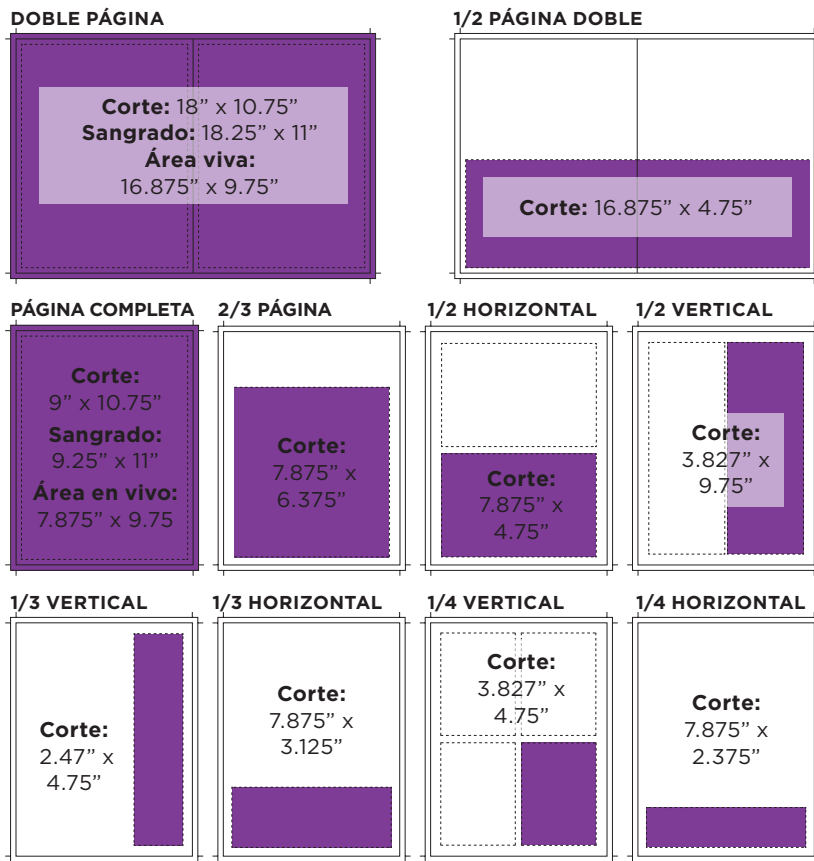 DOBLE PÁGINA
Corte: 18” x 10.75”
Sangrado: 18.25” x 11”
Área viva:
16.875” x 9.75”
1/2 PÁGINA DOBLE
Corte: 16.875” x 4.75”
PÁGINA COMPLETA
Corte:
9” x 10.75”
Sangrado:
9.25” x 11”
Área en vivo:
7.875” x 9.75
2/3 PÁGINA
Corte:
7.875” x
6.375”
1/2 HORIZONTAL
Corte:
7.875” x
4.75”
1/2 VERTICAL
Corte:
3.827” x
9.75”
1/3 VERTICAL
Corte:
2.47” x
4.75”
1/3 HORIZONTAL
Corte:
7.875” x
3.125”
1/4 VERTICAL
Corte:
3.827” x
4.75”
1/4 HORIZONTAL
Corte:
7.875” x
2.375”